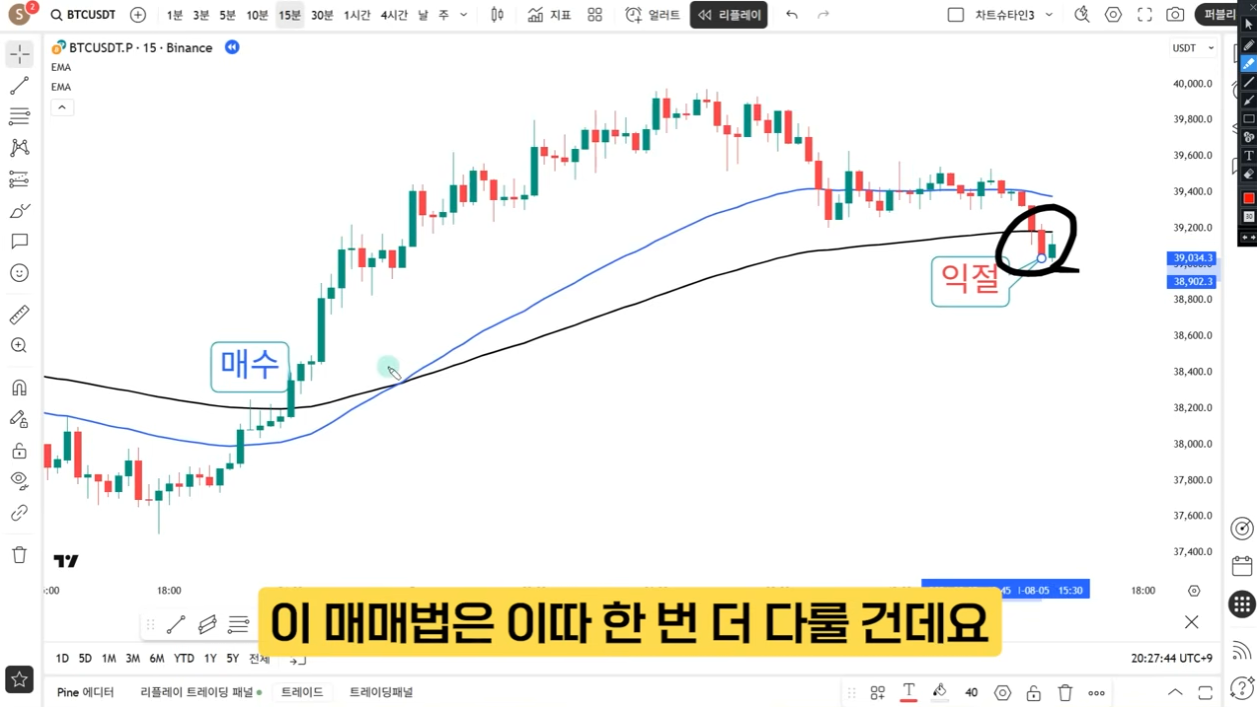 S 2 BTCUSDT 1분 3분 5분 10분 15분 30분 1시간 4시간 날 주 지표 얼러트 리플레이 차트슈타인3 퍼블리
BTCUSDT.P · 15 · Binance
USDT
EMA
EMA
40,000.0
39,800.0
39,600.0
39,400.0
39,200.0
39,034.3
38,902.3
38,800.0
38,600.0
38,400.0
38,200.0
38,000.0
37,800.0
37,600.0
37,400.0
익절
매수
:00 18:00 45 I-08-05 15:30 18:00
이 매매법은 이따 한 번 더 다룰 건데요
1D 5D 1M 3M 6M YTD 1Y 5Y 전체 20:27:44 UTC+9
Pine 에디터 리플레이 트레이딩 패널 트레이드 트레이딩패널 T 40